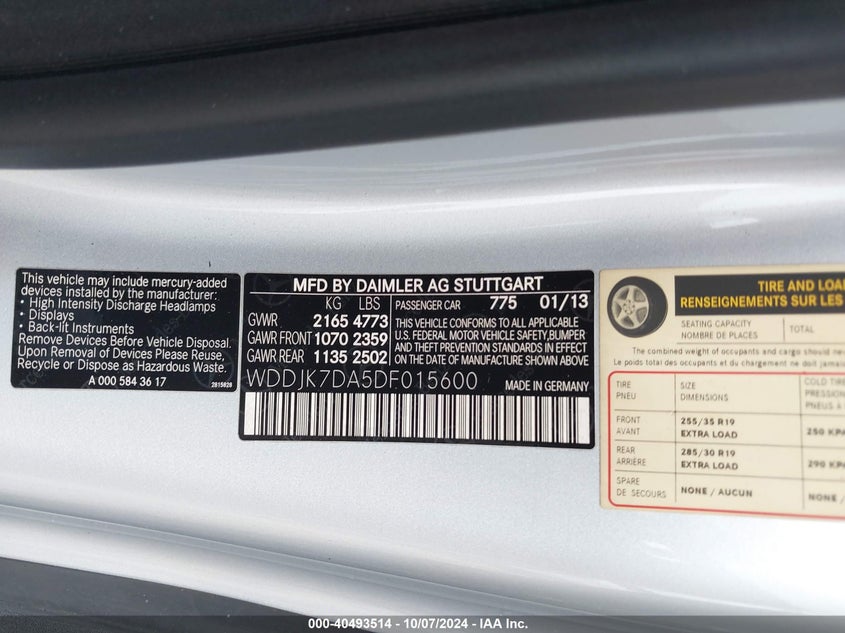 This vehicle may include mercury-added
devices installed by the manufacturer:
• High Intensity Discharge Headlamps
• Displays
• Back-lit Instruments
Remove Devices Before Vehicle Disposal.
Upon Removal of Devices Please Reuse,
Recycle or Dispose as Hazardous Waste.
A 000 584 36 17
2815828
MFD BY DAIMLER AG STUTTGART
KG LBS
GVWR 2165 4773
GAWR FRONT 1070 2359
GAWR REAR 1135 2502
PASSENGER CAR 775 01/13
THIS VEHICLE CONFORMS TO ALL APPLICABLE
U.S. FEDERAL MOTOR VEHICLE SAFETY,BUMPER
AND THEFT PREVENTION STANDARDS IN EFFECT
ON THE DATE OF MANUFACTURE SHOWN ABOVE
WDDJK7DA5DF015600
MADE IN GERMANY
TIRE AND LOA
RENSEIGNEMENTS SUR LES
SEATING CAPACITY
NOMBRE DE PLACES
TOTAL
The combined weight of occupants and cargo should neve
Le poids total des occupants et du chargement ne doit jamais
TIRE
PNEU
SIZE
DIMENSIONS
COLD TI
PRESSION
PNEUS À
FRONT
AVANT
255/35 R19
EXTRA LOAD
250 KPA
REAR
ARRIÈRE
285/30 R19
EXTRA LOAD
290 KPA
SPARE
DE SECOURS
NONE / AUCUN
NONE /
000-40493514 - 10/07/2024 - IAA Inc.